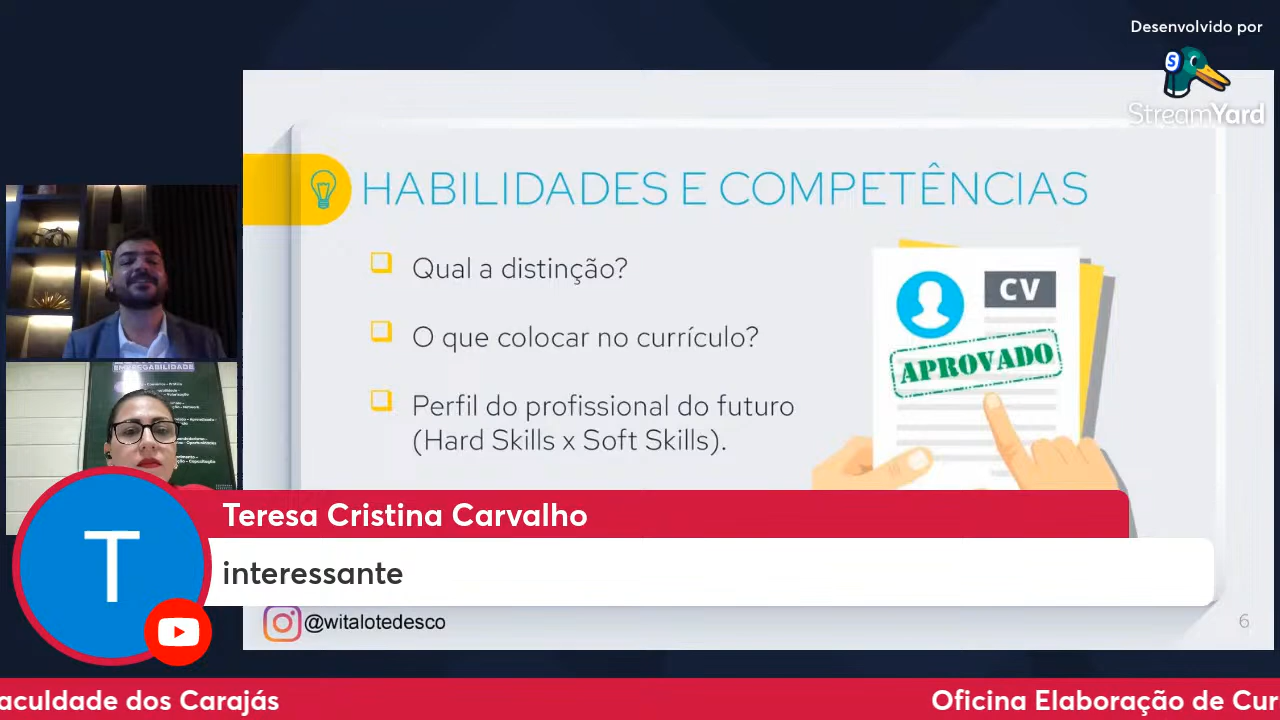 Desenvolvido por
StreamYard
HABILIDADES E COMPETÊNCIAS
Qual a distinção?
O que colocar no currículo?
Perfil do profissional do futuro
(Hard Skills x Soft Skills).
CV
APROVADO
EMPREGABILIDADE
Teresa Cristina Carvalho
T
interessante
@witalotedesco
6
aculdade dos Carajás
Oficina Elaboração de Cur